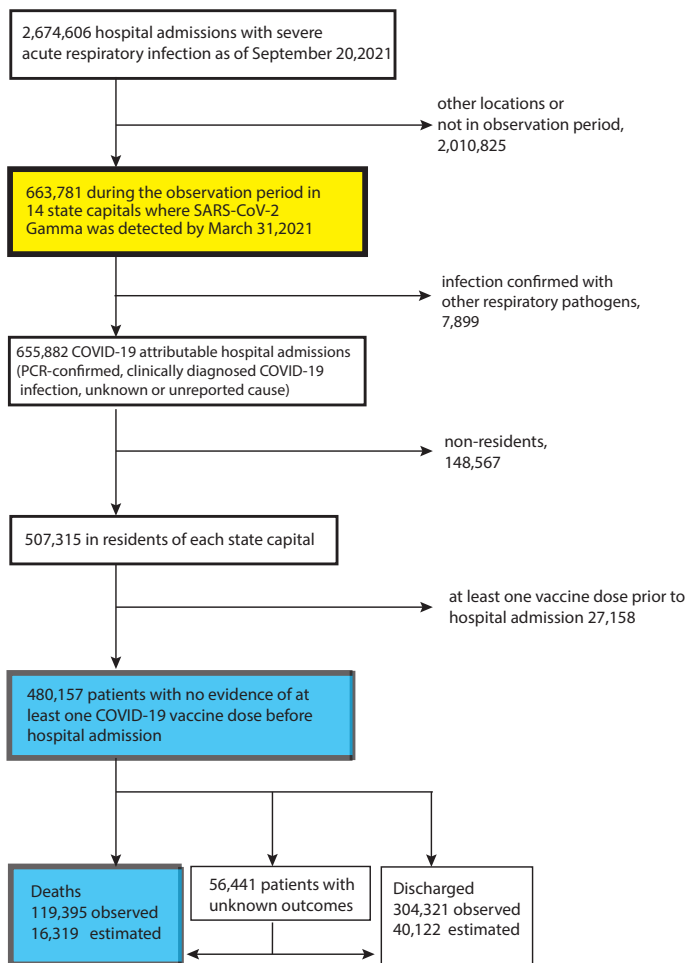 2,674,606 hospital admissions with severe
acute respiratory infection as of September 20,2021
other locations or
not in observation period,
2,010,825
663,781 during the observation period in
14 state capitals where SARS-CoV-2
Gamma was detected by March 31,2021
infection confirmed with
other respiratory pathogens,
7,899
655,882 COVID-19 attributable hospital admissions
(PCR-confirmed, clinically diagnosed COVID-19
infection, unknown or unreported cause)
non-residents,
148,567
507,315 in residents of each state capital
at least one vaccine dose prior to
hospital admission 27,158
480,157 patients with no evidence of at
least one COVID-19 vaccine dose before
hospital admission
Deaths
119,395 observed
16,319 estimated
56,441 patients with
unknown outcomes
Discharged
304,321 observed
40,122 estimated